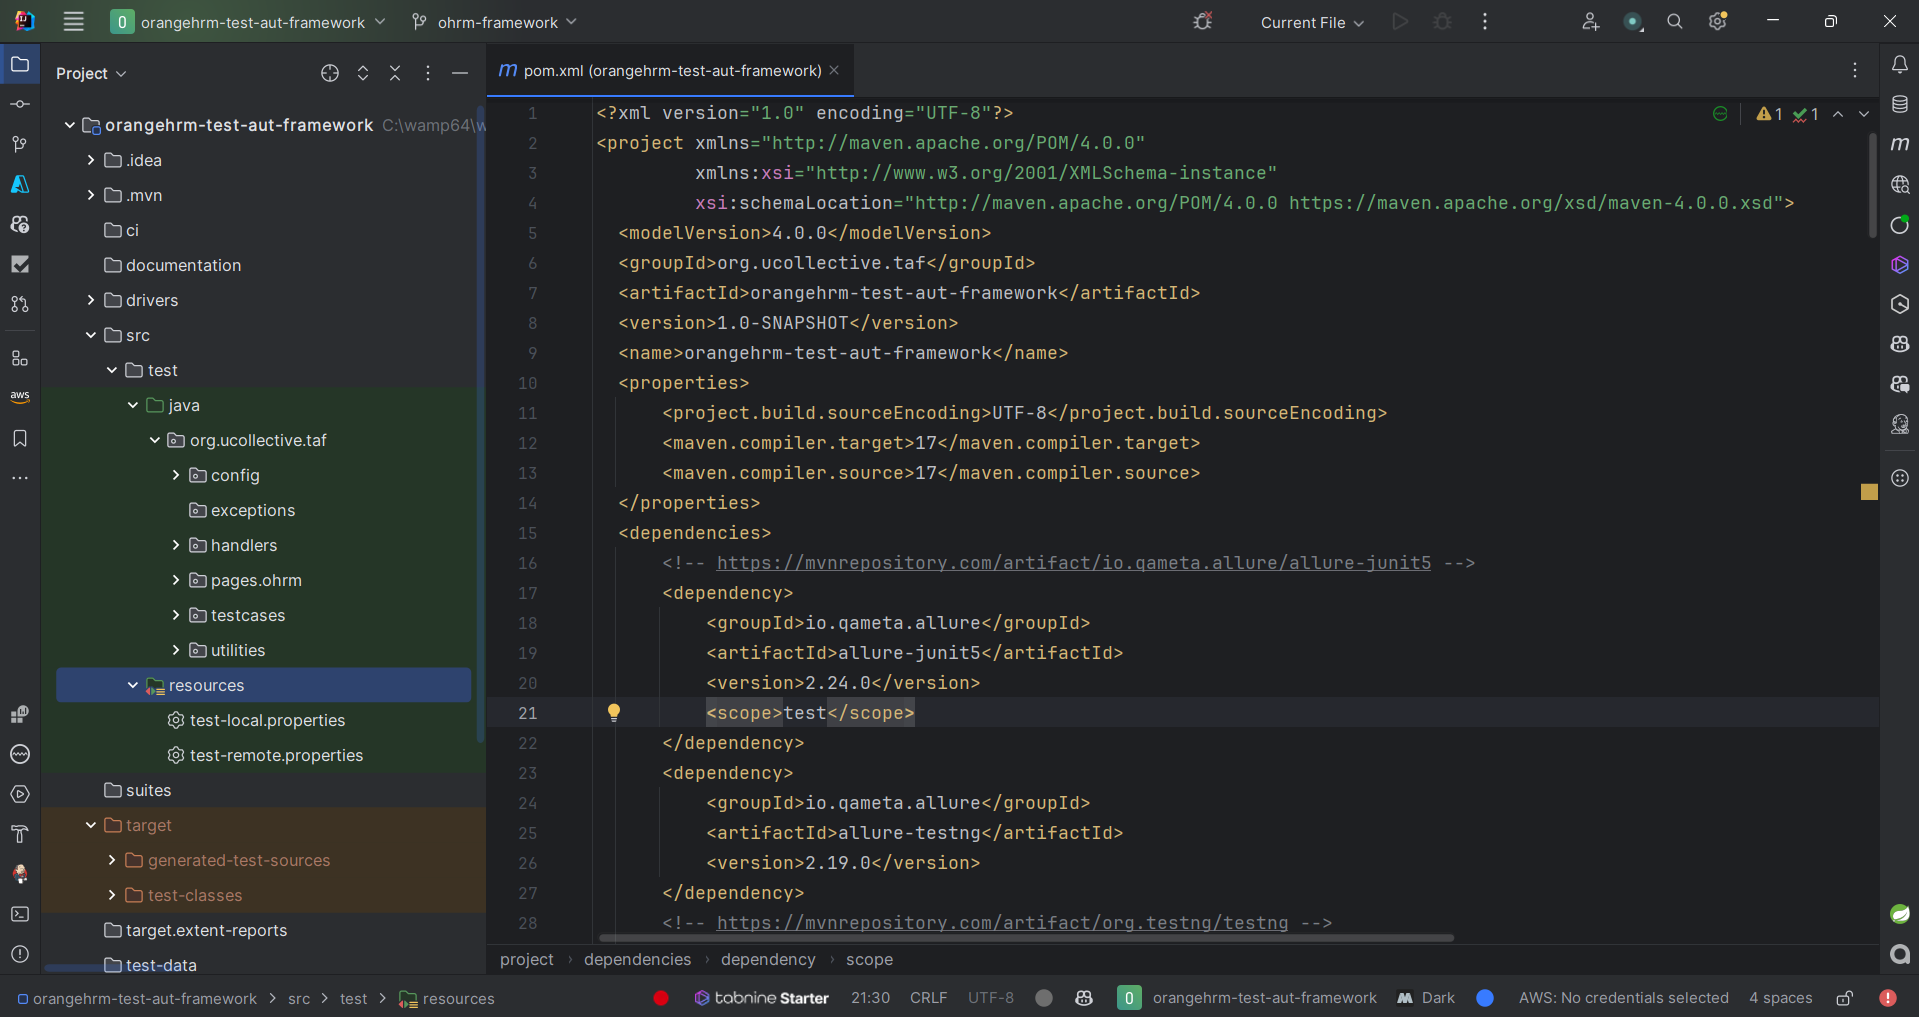 orangehrm-test-aut-framework
ohrm-framework
Current File
Project
pom.xml (orangehrm-test-aut-framework)
orangehrm-test-aut-framework C:\wamp64\w
.idea
.mvn
ci
documentation
drivers
src
test
java
org.ucollective.taf
config
exceptions
handlers
pages.ohrm
testcases
utilities
resources
test-local.properties
test-remote.properties
suites
target
generated-test-sources
test-classes
target.extent-reports
test-data
aws
1 <?xml version="1.0" encoding="UTF-8"?>
2 <project xmlns="http://maven.apache.org/POM/4.0.0"
3 xmlns:xsi="http://www.w3.org/2001/XMLSchema-instance"
4 xsi:schemaLocation="http://maven.apache.org/POM/4.0.0 https://maven.apache.org/xsd/maven-4.0.0.xsd">
5 <modelVersion>4.0.0</modelVersion>
6 <groupId>org.ucollective.taf</groupId>
7 <artifactId>orangehrm-test-aut-framework</artifactId>
8 <version>1.0-SNAPSHOT</version>
9 <name>orangehrm-test-aut-framework</name>
10 <properties>
11 <project.build.sourceEncoding>UTF-8</project.build.sourceEncoding>
12 <maven.compiler.target>17</maven.compiler.target>
13 <maven.compiler.source>17</maven.compiler.source>
14 </properties>
15 <dependencies>
16 <!-- https://mvnrepository.com/artifact/io.qameta.allure/allure-junit5 -->
17 <dependency>
18 <groupId>io.qameta.allure</groupId>
19 <artifactId>allure-junit5</artifactId>
20 <version>2.24.0</version>
21 <scope>test</scope>
22 </dependency>
23 <dependency>
24 <groupId>io.qameta.allure</groupId>
25 <artifactId>allure-testng</artifactId>
26 <version>2.19.0</version>
27 </dependency>
28 <!-- https://mvnrepository.com/artifact/org.testng/testng -->
1 1
project › dependencies › dependency › scope
orangehrm-test-aut-framework > src > test > resources
tabnine Starter 21:30 CRLF UTF-8 O orangehrm-test-aut-framework Dark AWS: No credentials selected 4 spaces